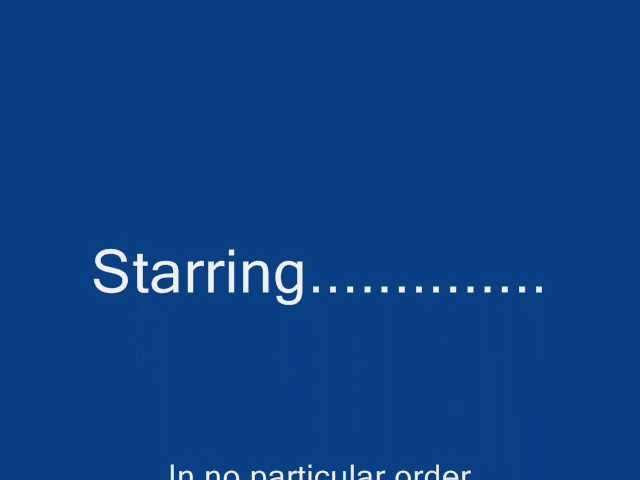 Starring..............
In no particular order